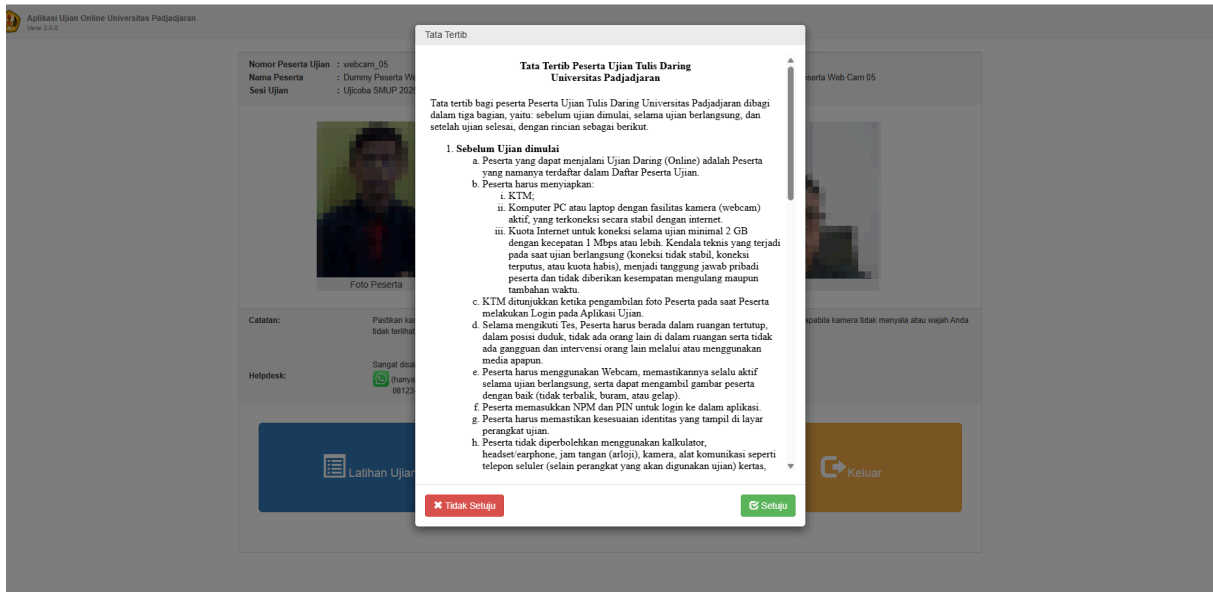 Aplikasi Ujian Online Universitas Padjadjaran
Versi 3.0.0
Nomor Peserta Ujian : webcam_05
Nama Peserta : Dummy Peserta We
Sesi Ujian : Ujicoba SMUP 2025
serta Web Cam 05
Foto Peserta
Catatan: Pastikan
tidak terlihat
apabila kamera tidak menyala atau wajah Anda
Sangat
Helpdesk: (hanya
08123
Latihan Ujian
Keluar
Tata Tertib
Tata Tertib Peserta Ujian Tulis Daring
Universitas Padjadjaran
Tata tertib bagi peserta Peserta Ujian Tulis Daring Universitas Padjadjaran dibagi
dalam tiga bagian, yaitu: sebelum ujian dimulai, selama ujian berlangsung, dan
setelah ujian selesai, dengan rincian sebagai berikut.
1. Sebelum Ujian dimulai
a. Peserta yang dapat menjalani Ujian Daring (Online) adalah Peserta
yang namanya terdaftar dalam Daftar Peserta Ujian.
b. Peserta harus menyiapkan:
i. KTM;
ii. Komputer PC atau laptop dengan fasilitas kamera (webcam)
aktif, yang terkoneksi secara stabil dengan internet.
iii. Kuota Internet untuk koneksi selama ujian minimal 2 GB
dengan kecepatan 1 Mbps atau lebih. Kendala teknis yang terjadi
pada saat ujian berlangsung (koneksi tidak stabil, koneksi
terputus, atau kuota habis), menjadi tanggung jawab pribadi
peserta dan tidak diberikan kesempatan mengulang maupun
tambahan waktu.
c. KTM ditunjukkan ketika pengambilan foto Peserta pada saat Peserta
melakukan Login pada Aplikasi Ujian.
d. Selama mengikuti Tes, Peserta harus berada dalam ruangan tertutup,
dalam posisi duduk, tidak ada orang lain di dalam ruangan serta tidak
ada gangguan dan intervensi orang lain melalui atau menggunakan
media apapun.
e. Peserta harus menggunakan Webcam, memastikannya selalu aktif
selama ujian berlangsung, serta dapat mengambil gambar peserta
dengan baik (tidak terbalik, buram, atau gelap).
f. Peserta memasukkan NPM dan PIN untuk login ke dalam aplikasi.
g. Peserta harus memastikan kesesuaian identitas yang tampil di layar
perangkat ujian.
h. Peserta tidak diperbolehkan menggunakan kalkulator,
headset/earphone, jam tangan (arloji), kamera, alat komunikasi seperti
telepon seluler (selain perangkat yang akan digunakan ujian) kertas,
Tidak Setuju
Setuju